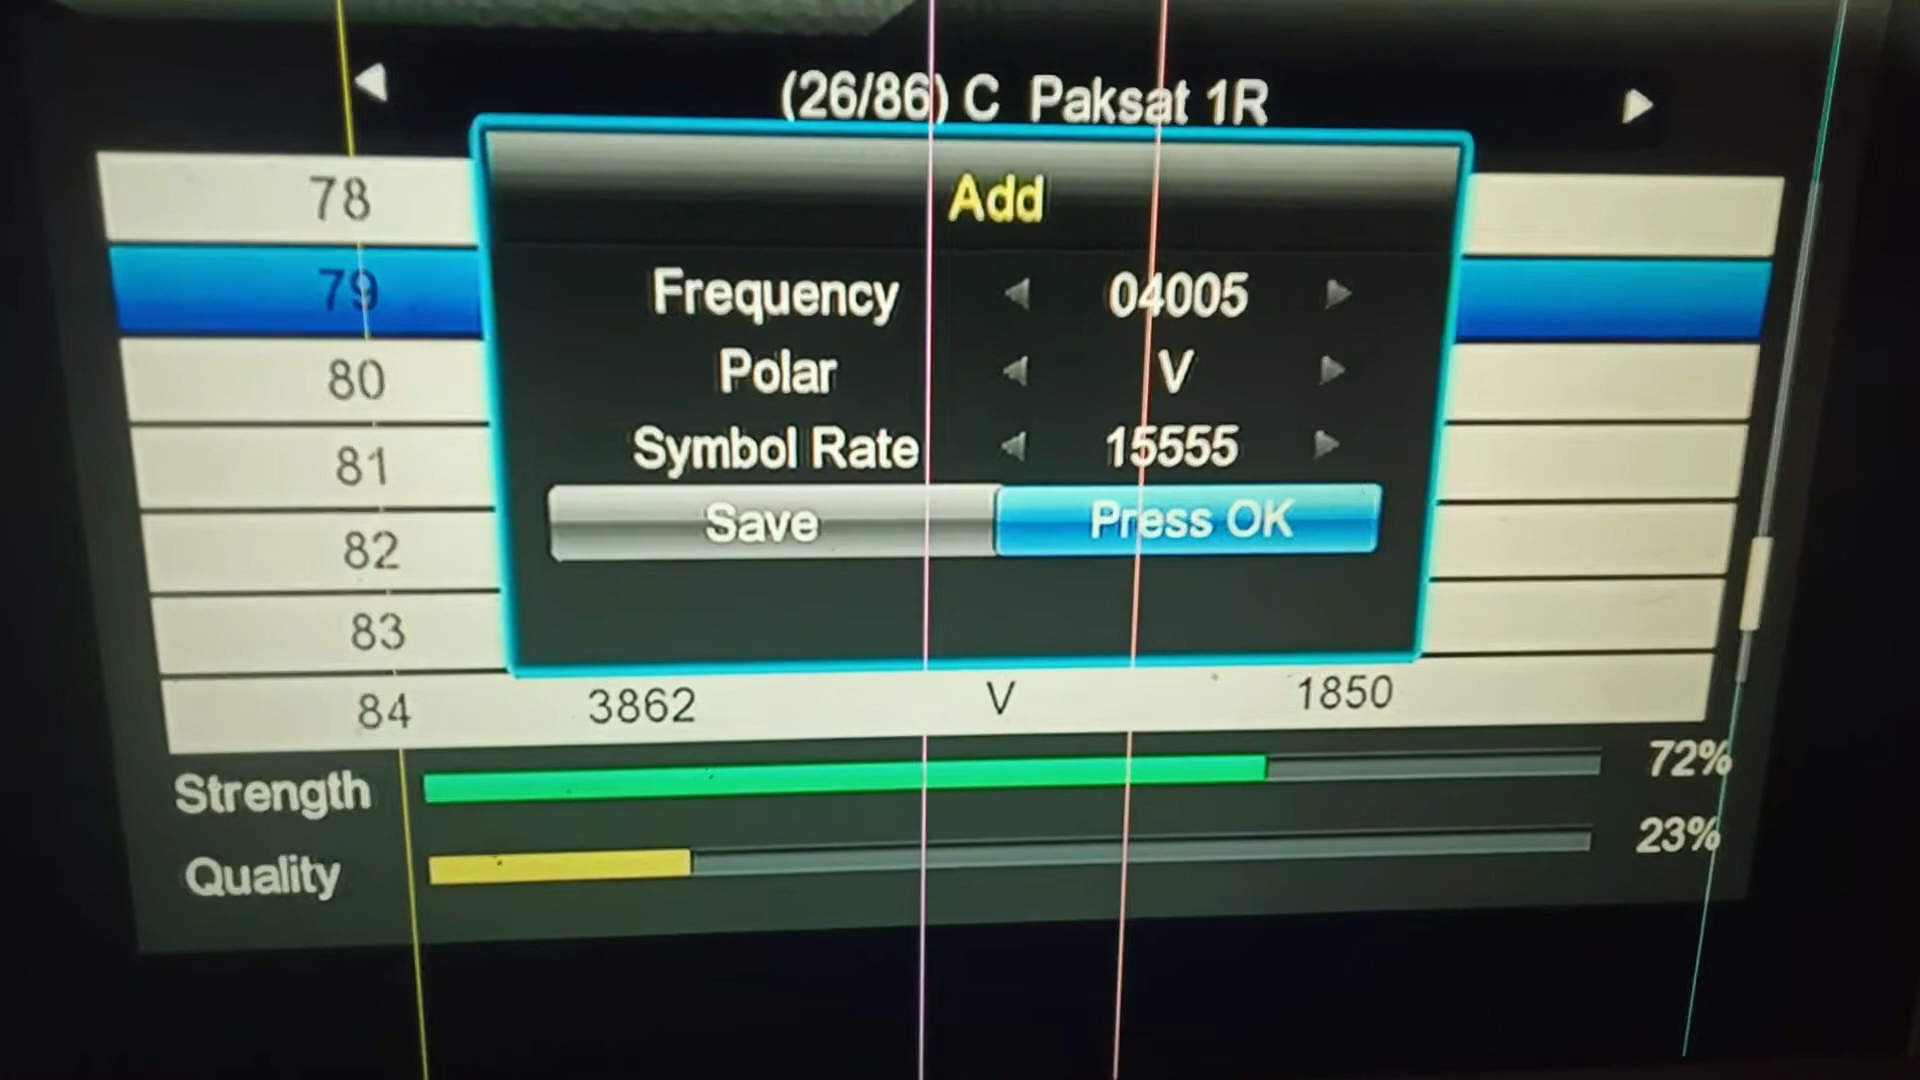 (26/86) C Paksat 1R
Add
78
79
80
81
82
83
Frequency 04005
Polar V
Symbol Rate 15555
Save Press OK
84 3862 V 1850
Strength 72%
Quality 23%